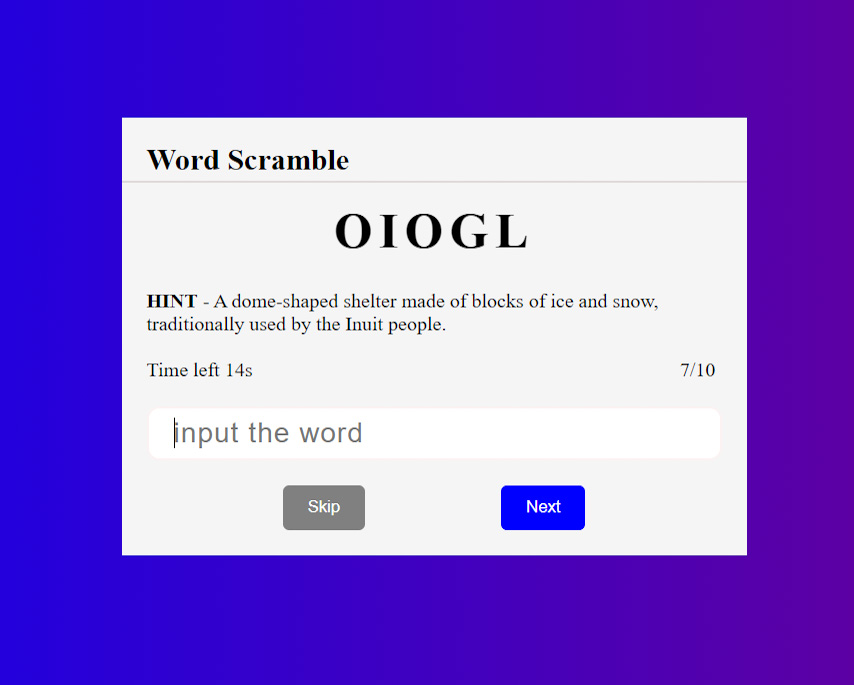 Word Scramble
OIOGL
HINT - A dome-shaped shelter made of blocks of ice and snow,
traditionally used by the Inuit people.
Time left 14s 7/10
input the word
Skip Next